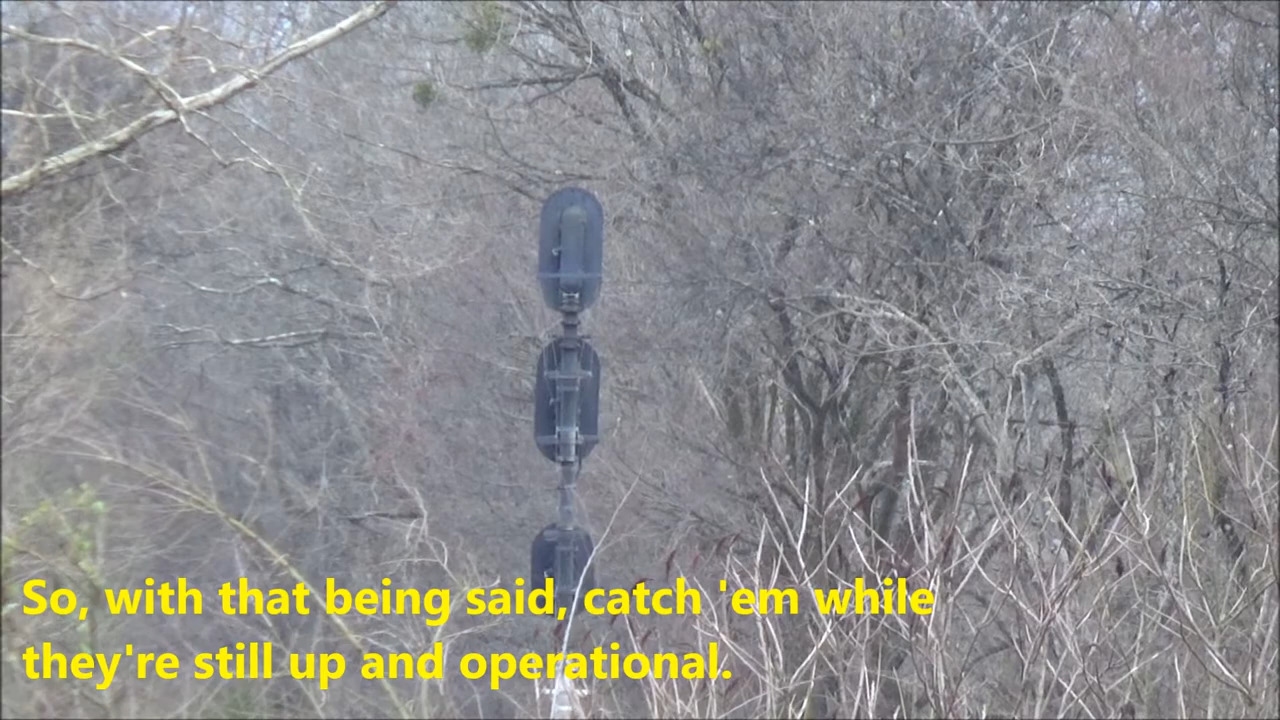 So, with that being said, catch 'em while
they're still up and operational.